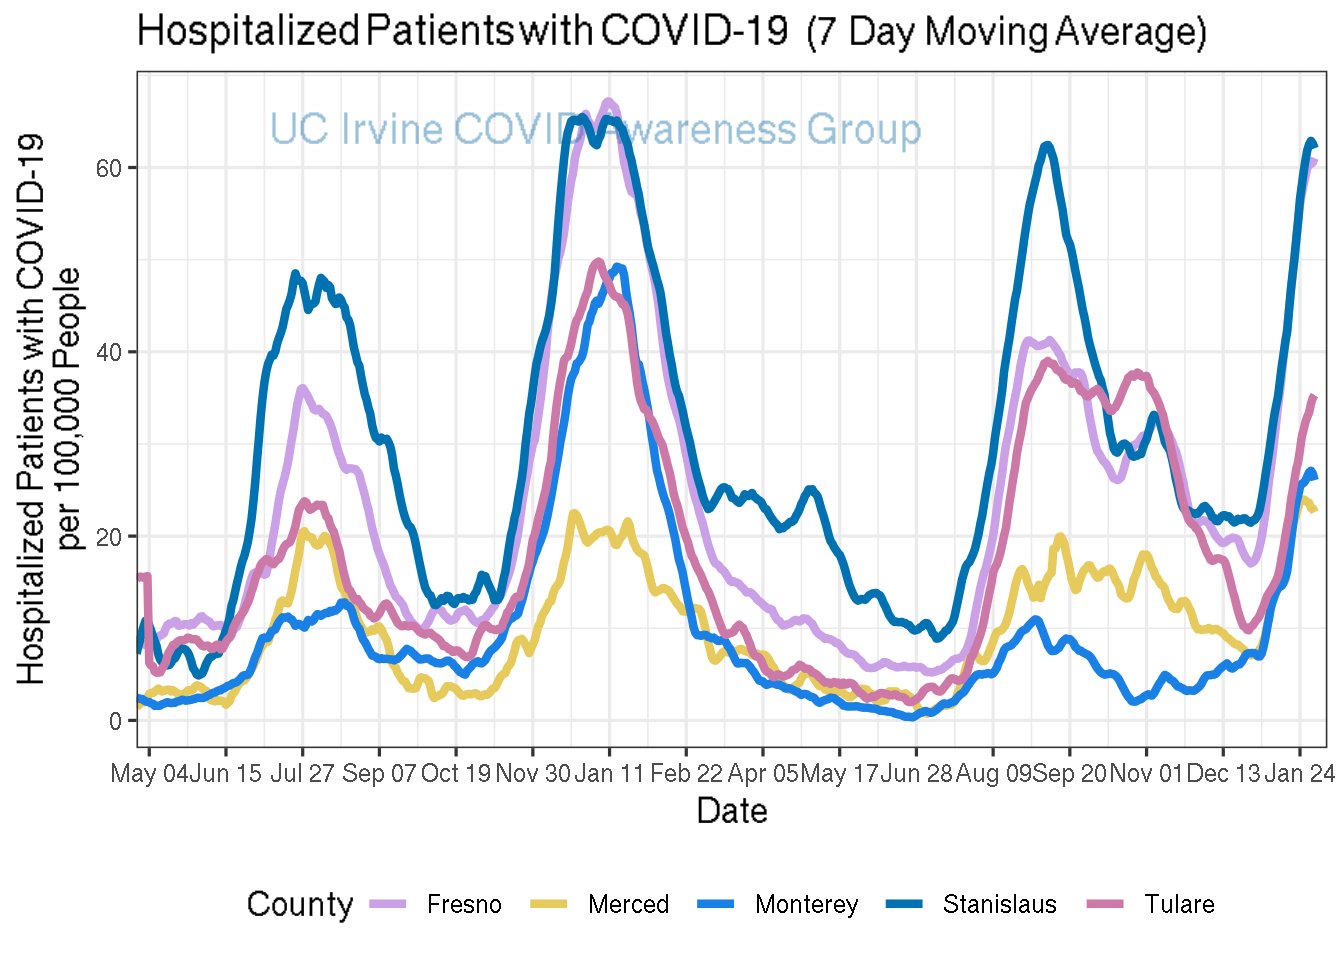 Hospitalized Patients with COVID-19 (7 Day Moving Average)
UC Irvine COVID Awareness Group
Hospitalized Patients with COVID-19
per 100,000 People
60
40
20
0
May 04 Jun 15 Jul 27 Sep 07 Oct 19 Nov 30 Jan 11 Feb 22 Apr 05 May 17 Jun 28 Aug 09 Sep 20 Nov 01 Dec 13 Jan 24
Date
County Fresno Merced Monterey Stanislaus Tulare